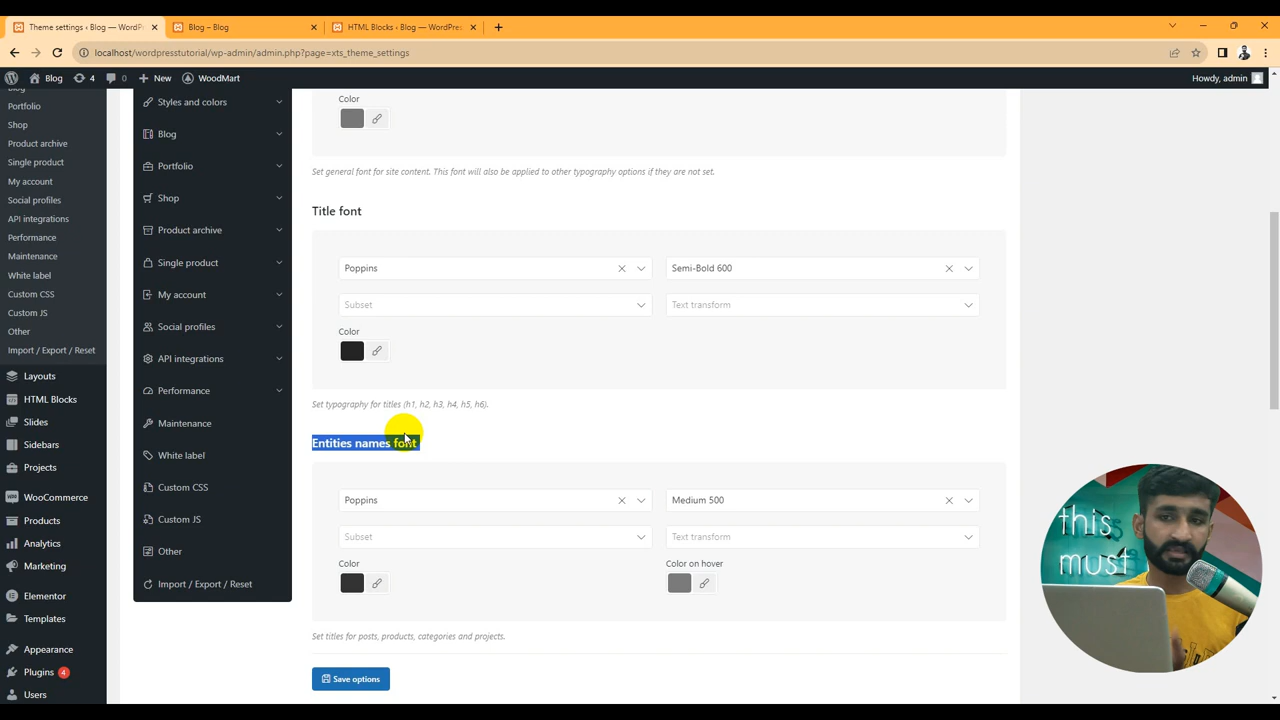 Theme settings ‹ Blog — WordPr
Blog – Blog
HTML Blocks ‹ Blog — WordPres
localhost/wordpresstutorial/wp-admin/admin.php?page=xts_theme_settings
Blog
4
0
New
WoodMart
Howdy, admin
Blog
Portfolio
Shop
Product archive
Single product
My account
Social profiles
API integrations
Performance
Maintenance
White label
Custom CSS
Custom JS
Other
Import / Export / Reset
Layouts
HTML Blocks
Slides
Sidebars
Projects
WooCommerce
Products
Analytics
Marketing
Elementor
Templates
Appearance
Plugins 4
Users
Styles and colors
Blog
Portfolio
Shop
Product archive
Single product
My account
Social profiles
API integrations
Performance
Maintenance
White label
Custom CSS
Custom JS
Other
Import / Export / Reset
Color
Set general font for site content. This font will also be applied to other typography options if they are not set.
Title font
Poppins
Semi-Bold 600
Subset
Text transform
Color
Set typography for titles (h1, h2, h3, h4, h5, h6).
Entities names font
Poppins
Medium 500
Subset
Text transform
Color
Color on hover
Set titles for posts, products, categories and projects.
Save options
this
must